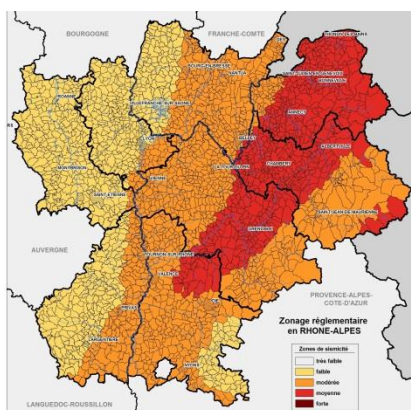 BOURGOGNE
FRANCHE-COMTE
BOURG-EN-BRESSE
NANTUA
ROANNE
VILLEFRANCHE-SUR-SAONE
BONNEVILLE
ANNECY
LYON
BELLEY
ALBERTVILLE
MONTBRISON
CHAMBERY
VIENNE
SAINT-ETIENNE
SAINT-JEAN-DE-MAURIENNE
GRENOBLE
AUVERGNE
TOURNON-SUR-RHONE
VALENCE
PROVENCE-ALPES-
COTE-D'AZUR
DIE
PRIVAS
Zonage réglementaire
en RHONE-ALPES
LARGENTIERE
Zones de sismicité
très faible
faible
NYONS
modérée
moyenne
forte
LANGUEDOC-ROUSSILLON